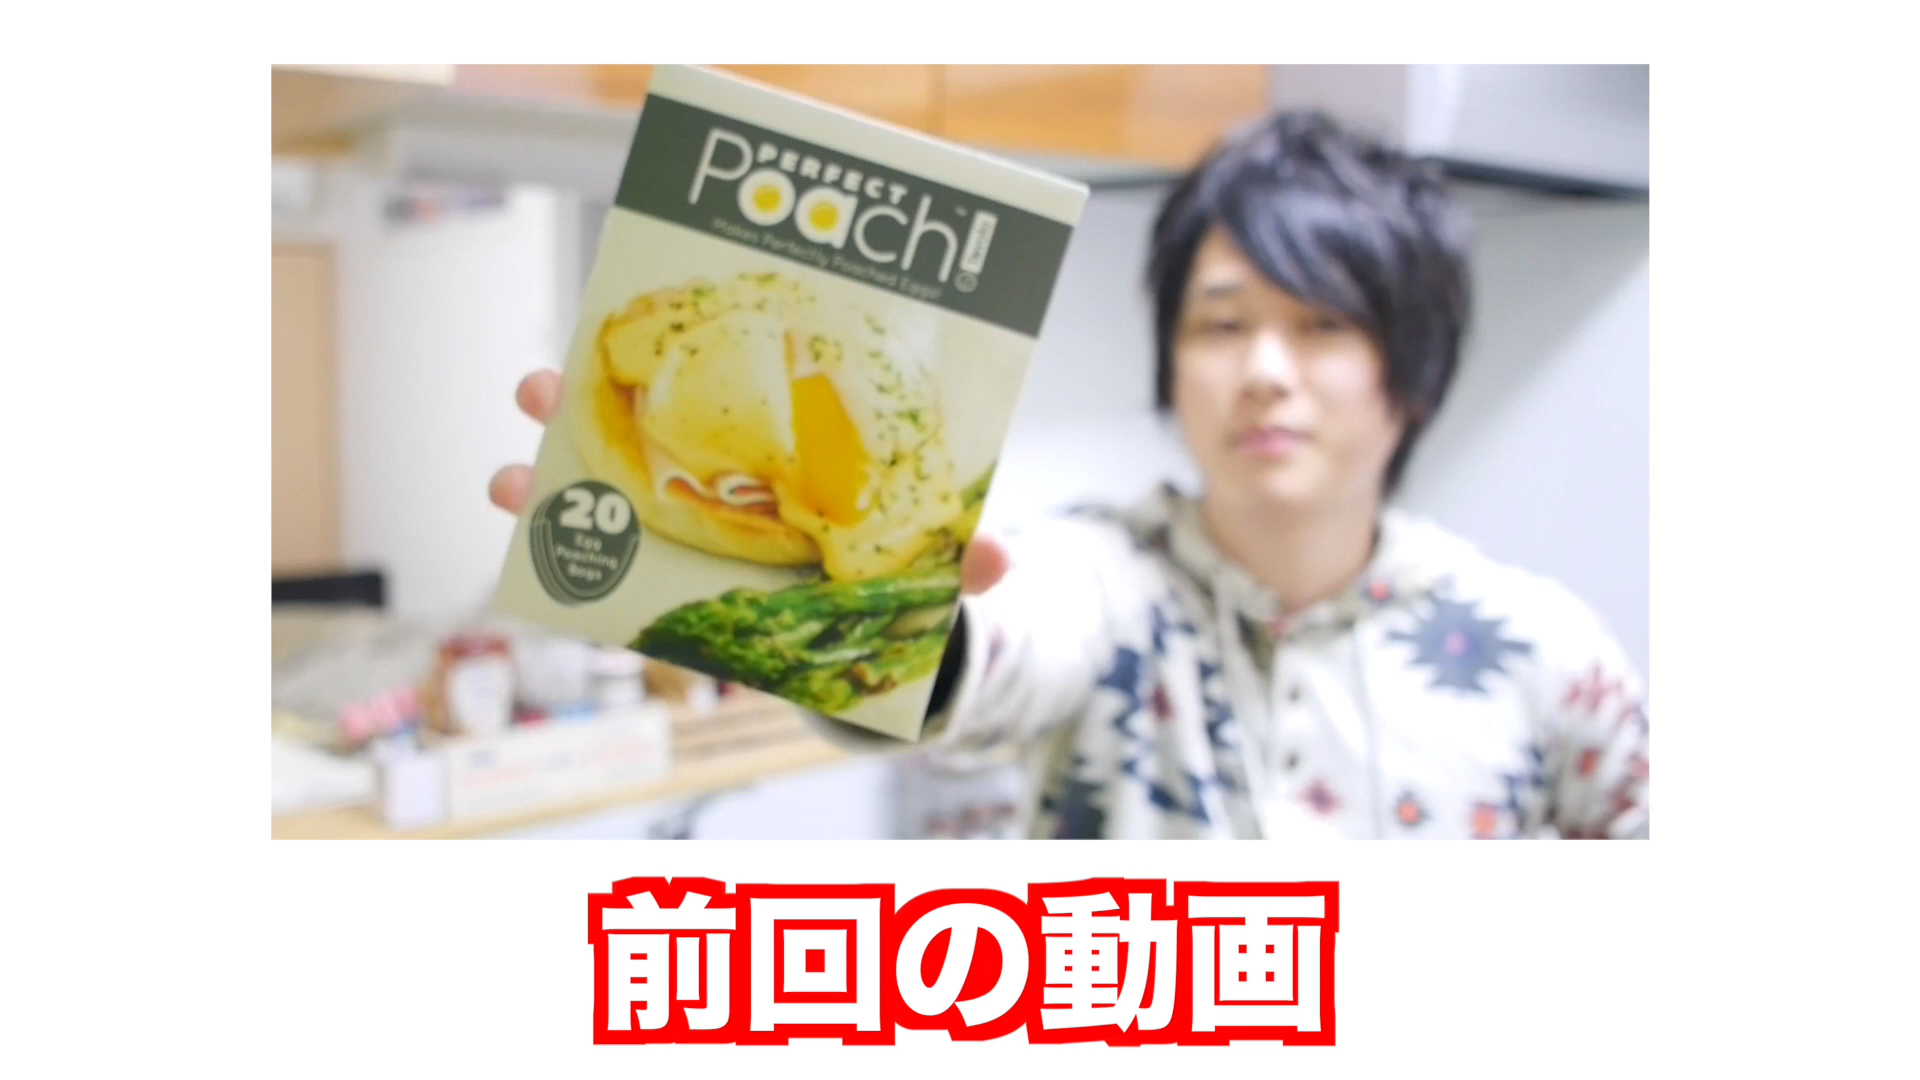 PERFECT
Poach!
Makes Perfectly Poached Eggs!
20
Egg
Poaching
Bags
前回の動画